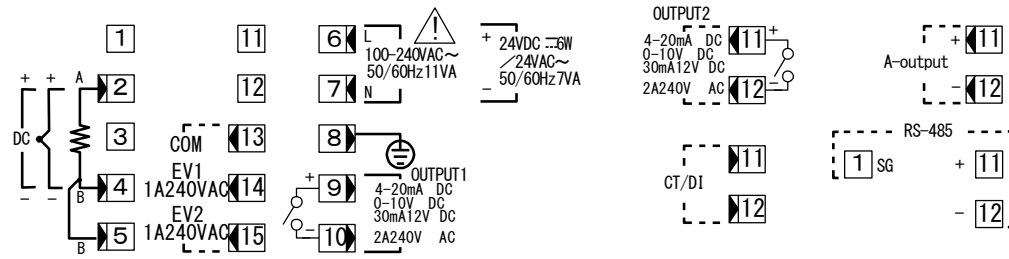 1
2
3
4
5
+ + A
DC
- - B
B
11
12
13
14
15
COM
EV1
1A240VAC
EV2
1A240VAC
6
7
8
9
10
L
100-240VAC~
50/60Hz11VA
N
+ 24VDC ⎓6W
/24VAC~
- 50/60Hz7VA
OUTPUT1
+ 4-20mA DC
0-10V DC
30mA12V DC
- 2A240V AC
OUTPUT2
4-20mA DC
0-10V DC
30mA12V DC
2A240V AC
11 +
12 -
CT/DI
11
12
A-output
+ 11
- 12
RS-485
1 SG
+ 11
- 12